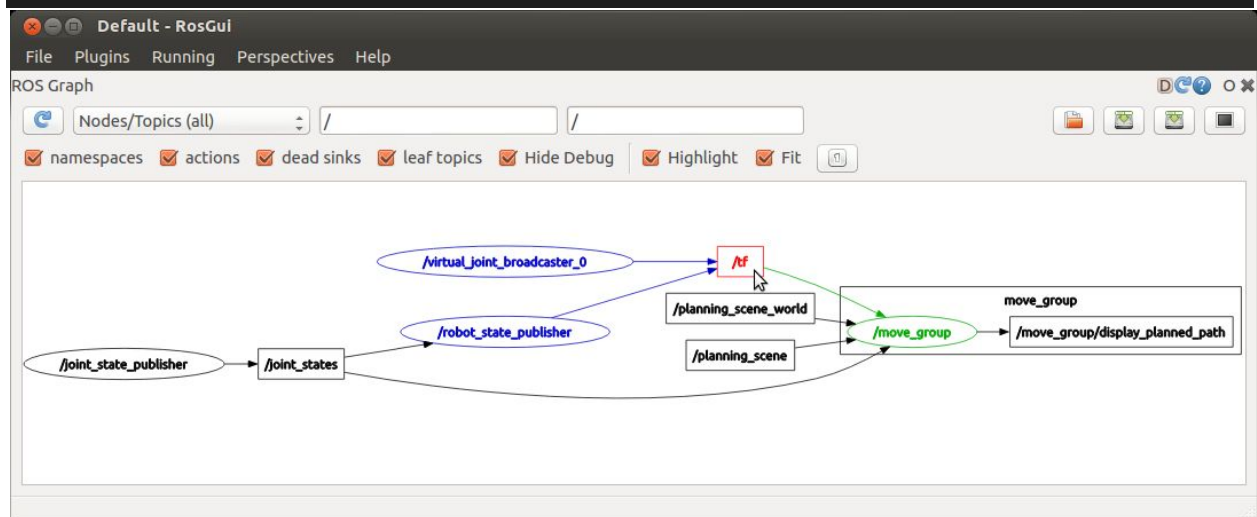 Default - RosGui
File Plugins Running Perspectives Help
ROS Graph
D O
Nodes/Topics (all) / /
namespaces actions dead sinks leaf topics Hide Debug Highlight Fit
/virtual_joint_broadcaster_0
/tf
/planning_scene_world
move_group
/robot_state_publisher
/move_group
/move_group/display_planned_path
/planning_scene
/joint_state_publisher
/joint_states